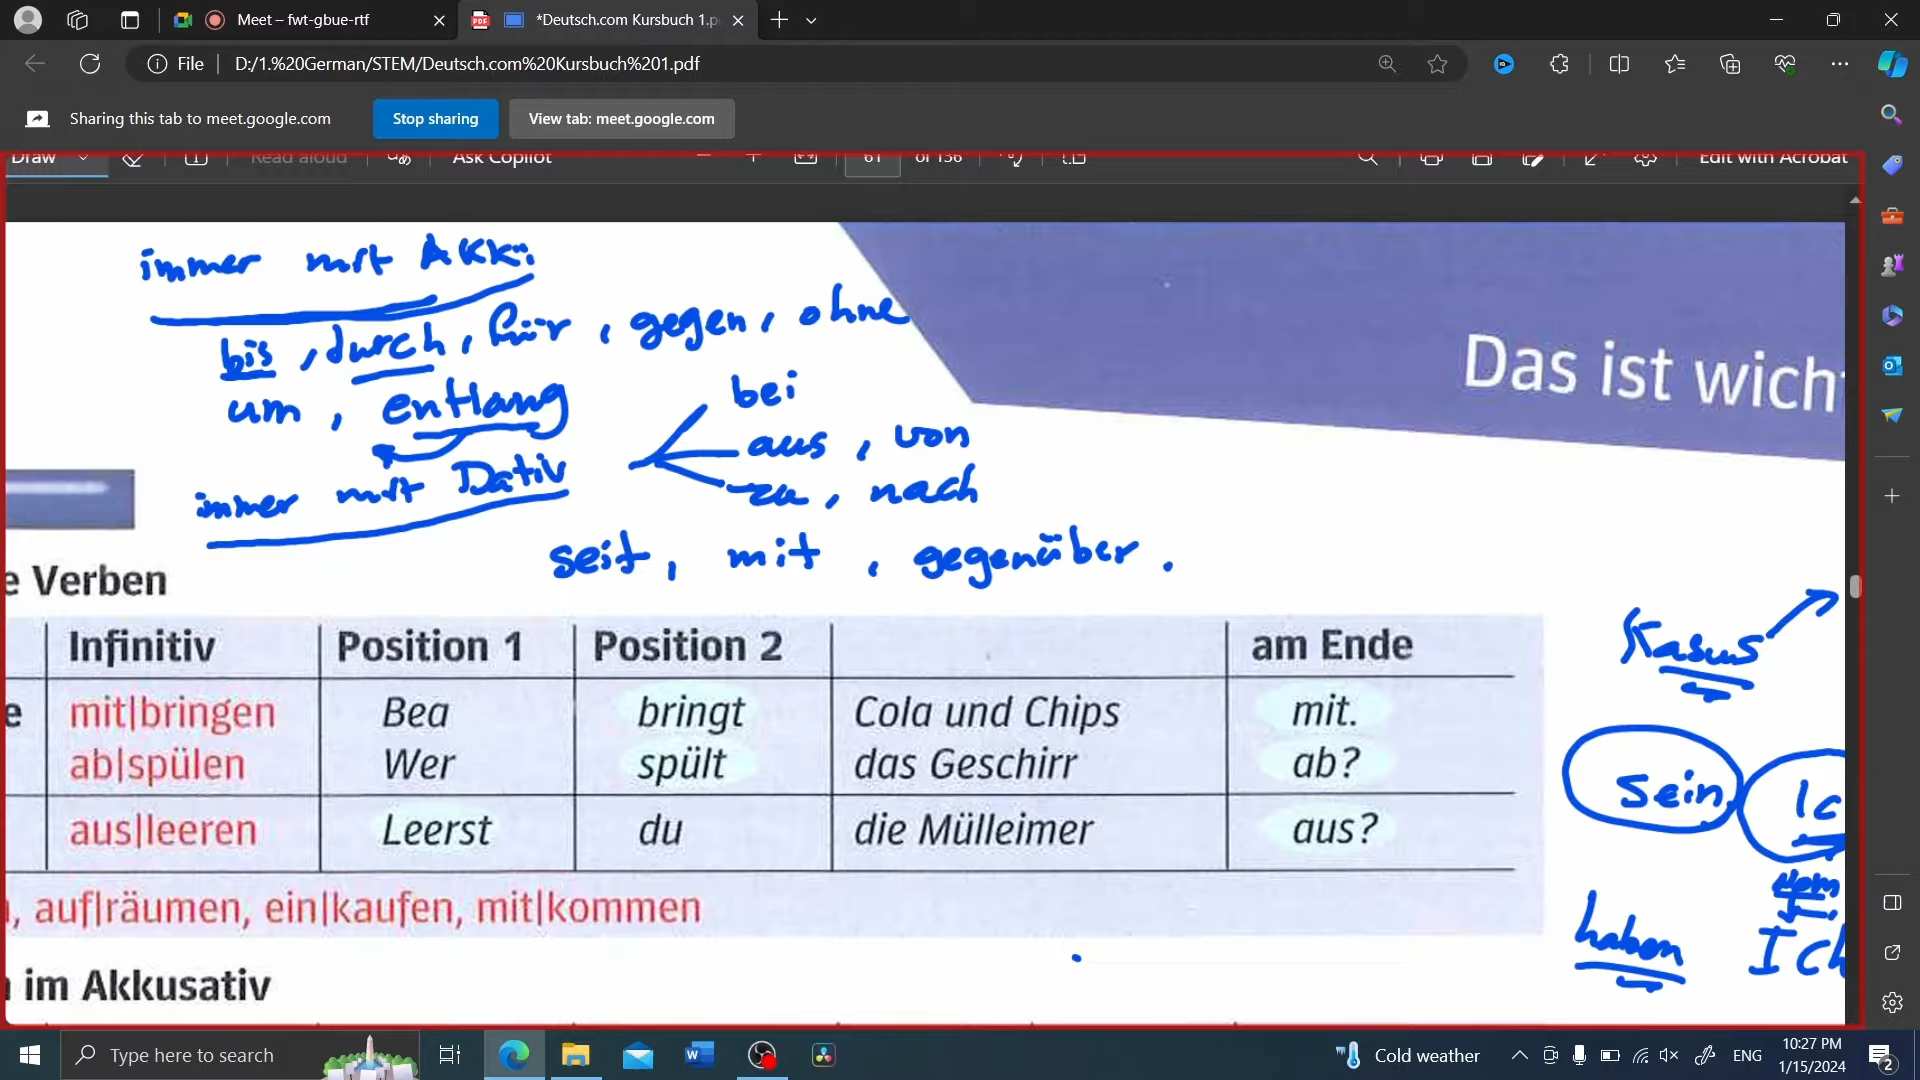 Meet – fwt-gbue-rtf
*Deutsch.com Kursbuch 1.p
File
D:/1.%20German/STEM/Deutsch.com%20Kursbuch%201.pdf
Sharing this tab to meet.google.com
Stop sharing
View tab: meet.google.com
Draw
Read aloud
Ask Copilot
61
of 136
Edit with Acrobat
immer mit Akk:
bis, durch, für, gegen, ohne
um, entlang
immer mit Dativ
bei
aus, von
zu, nach
seit, mit, gegenüber.
Das ist wich
e Verben
Infinitiv Position 1 Position 2 am Ende
e mit|bringen Bea bringt Cola und Chips mit.
ab|spülen Wer spült das Geschirr ab?
aus|leeren Leerst du die Mülleimer aus?
, auf|räumen, ein|kaufen, mit|kommen
im Akkusativ
Kasus
sein,
haben
Nom
Ich
Type here to search
Cold weather
ENG
10:27 PM
1/15/2024
2